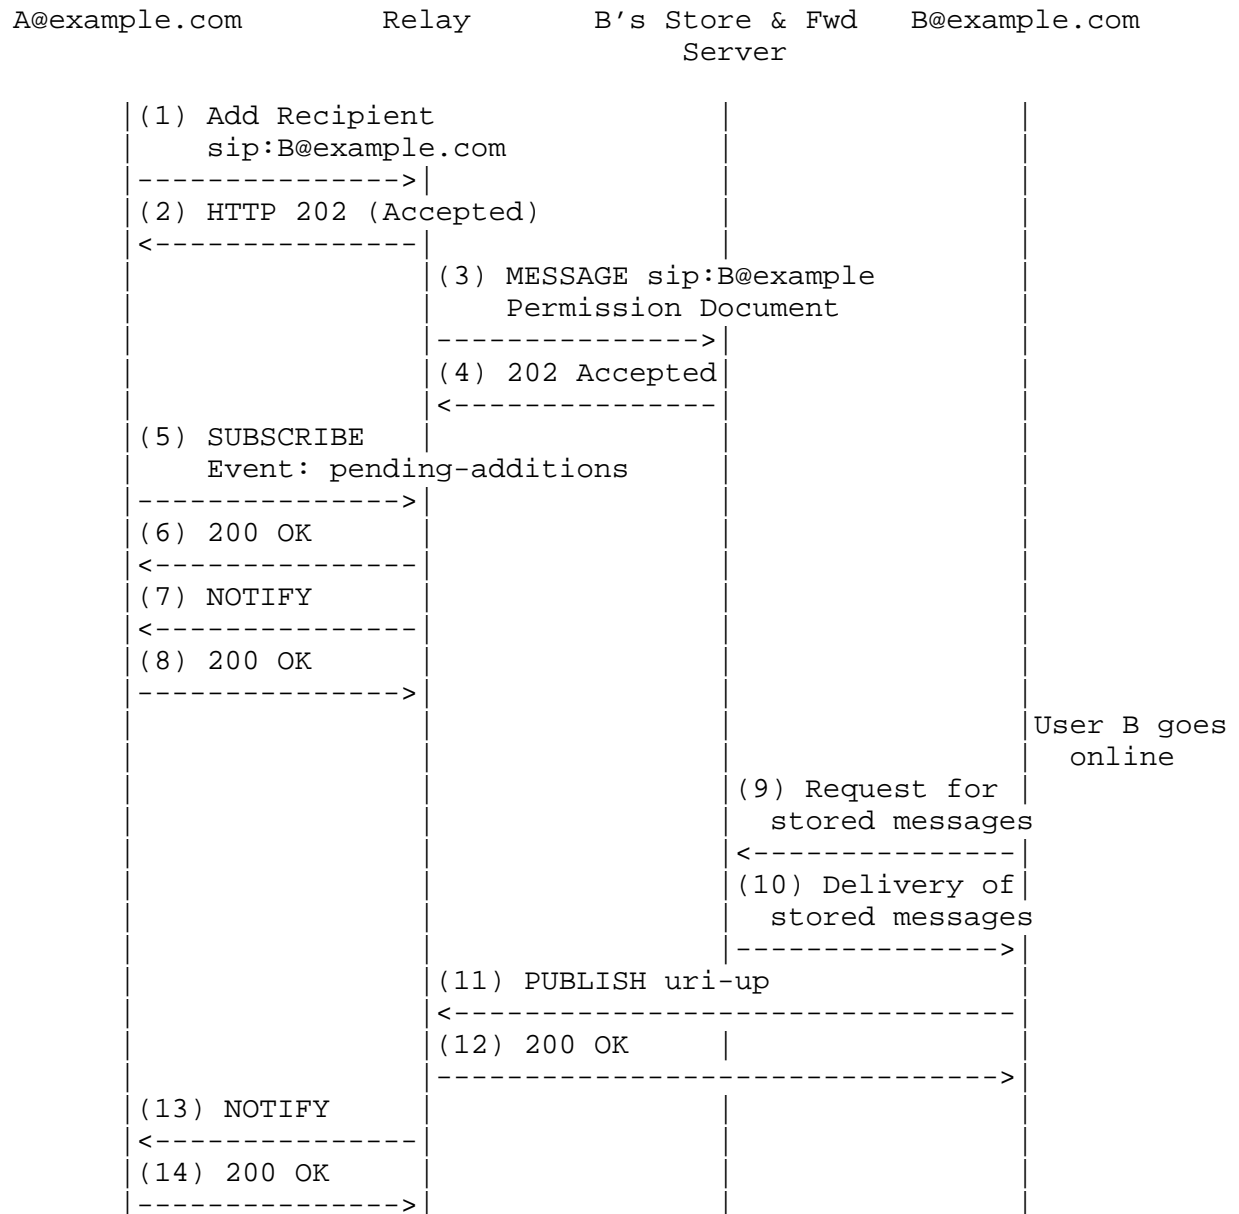 A@example.com        Relay       B’s Store & Fwd   B@example.com
Server
(1) Add Recipient
sip:B@example.com
(2) HTTP 202 (Accepted)
(3) MESSAGE sip:B@example
Permission Document
(4) 202 Accepted
(5) SUBSCRIBE
Event: pending-additions
(6) 200 OK
(7) NOTIFY
(8) 200 OK
User B goes
online
(9) Request for
stored messages
(10) Delivery of
stored messages
(11) PUBLISH uri-up
(12) 200 OK
(13) NOTIFY
(14) 200 OK